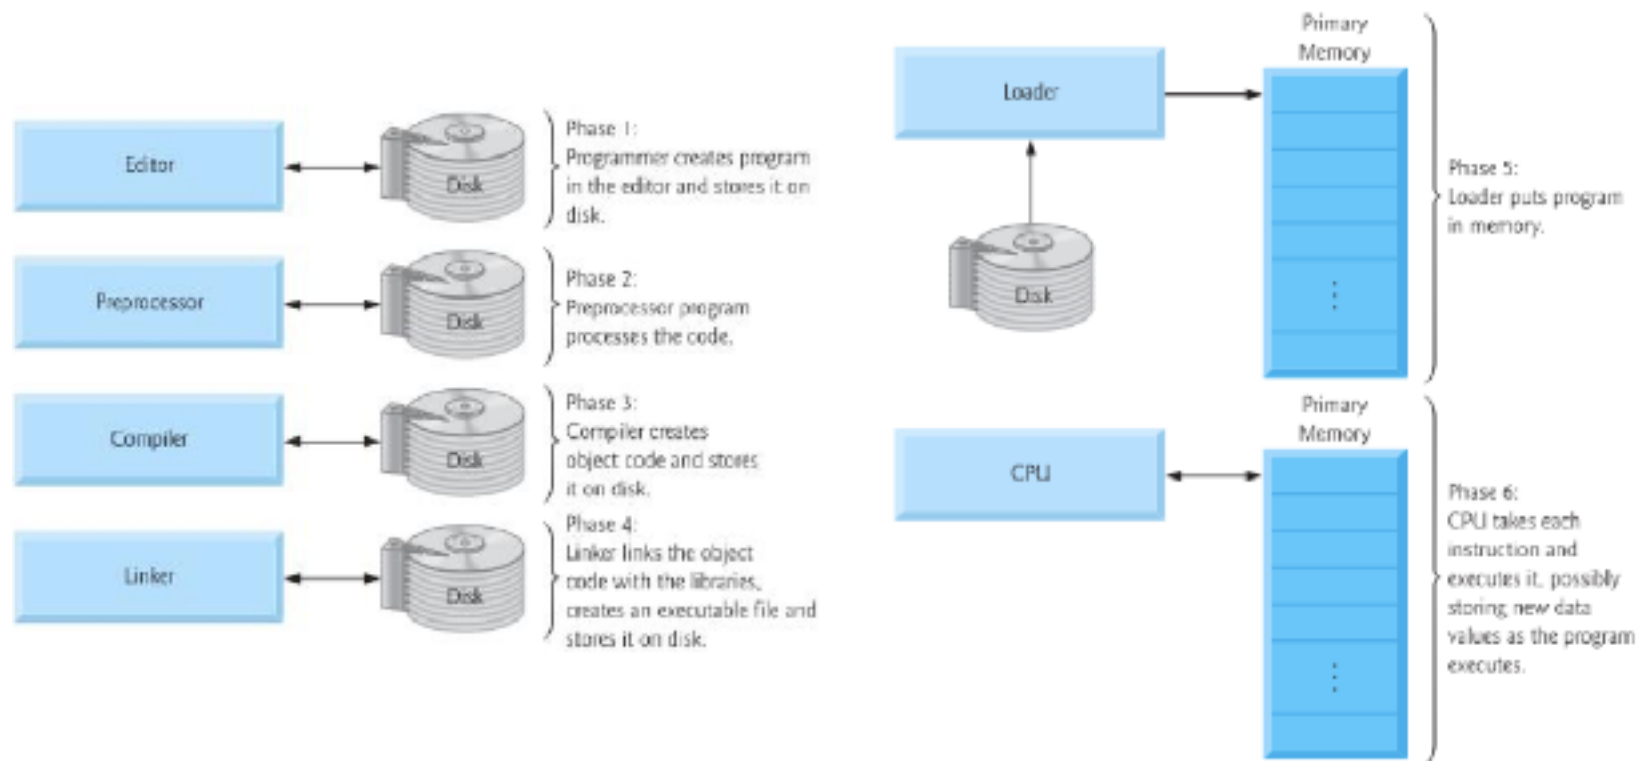 Editor
Disk
Phase 1:
Programmer creates program
in the editor and stores it on
disk.
Preprocessor
Disk
Phase 2:
Preprocessor program
processes the code.
Compiler
Disk
Phase 3:
Compiler creates
object code and stores
it on disk.
Linker
Disk
Phase 4:
Linker links the object
code with the libraries,
creates an executable file and
stores it on disk.
Loader
Disk
Primary
Memory
Phase 5:
Loader puts program
in memory.
CPU
Primary
Memory
Phase 6:
CPU takes each
instruction and
executes it, possibly
storing new data
values as the program
executes.